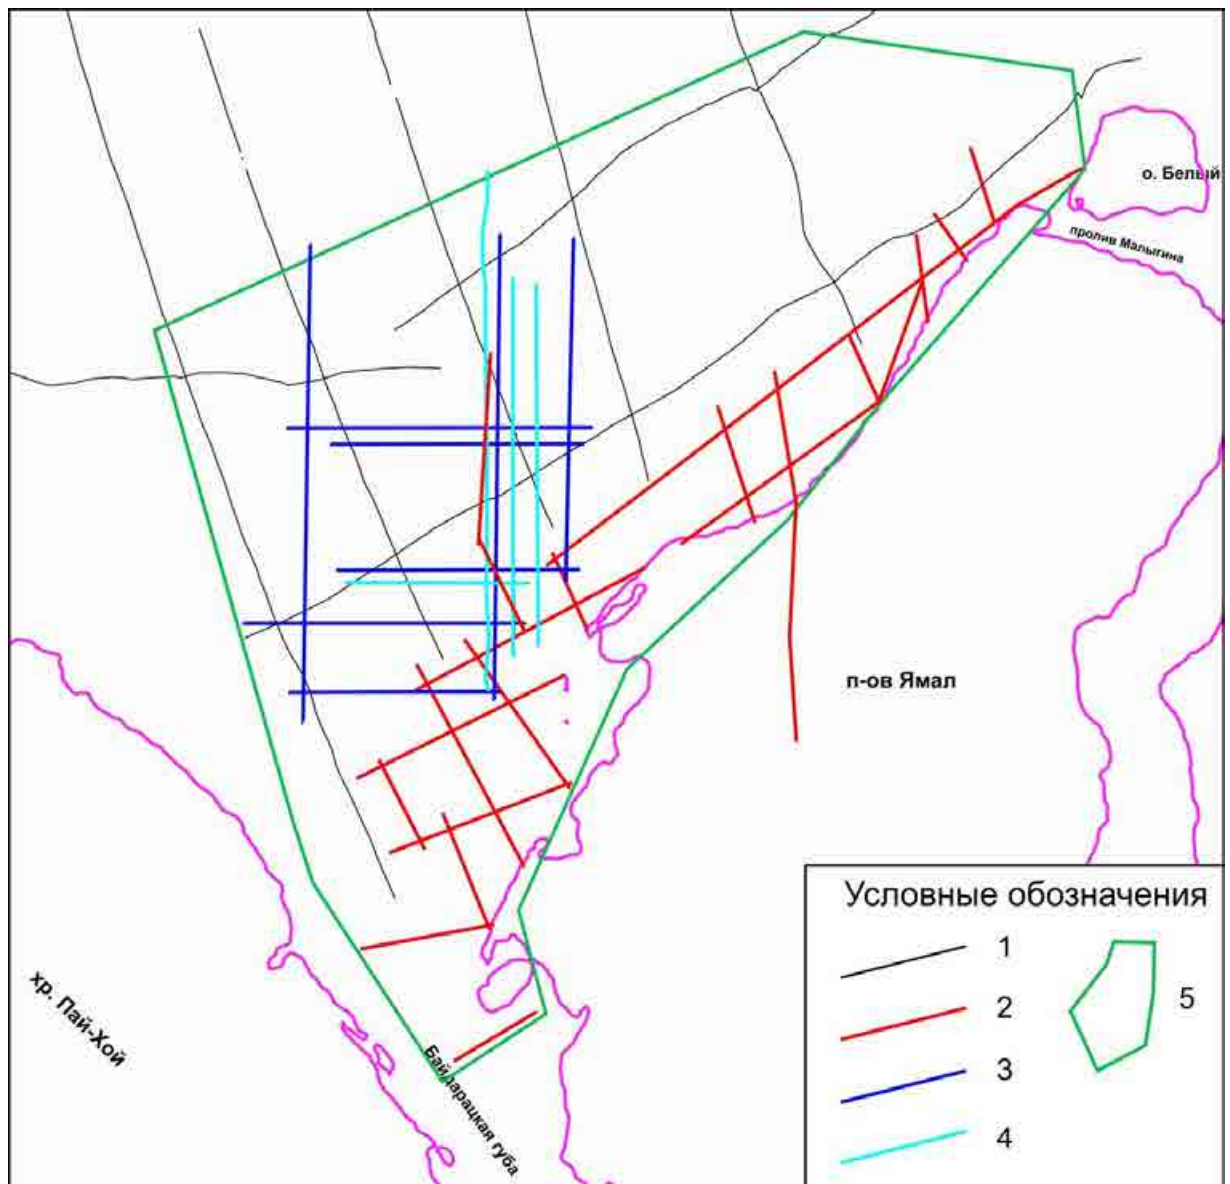 о. Белый
пролив Малыгина
п-ов Ямал
хр. Пай-Хой
Байдарацкая губа
Условные обозначения
1
2
3
4
5